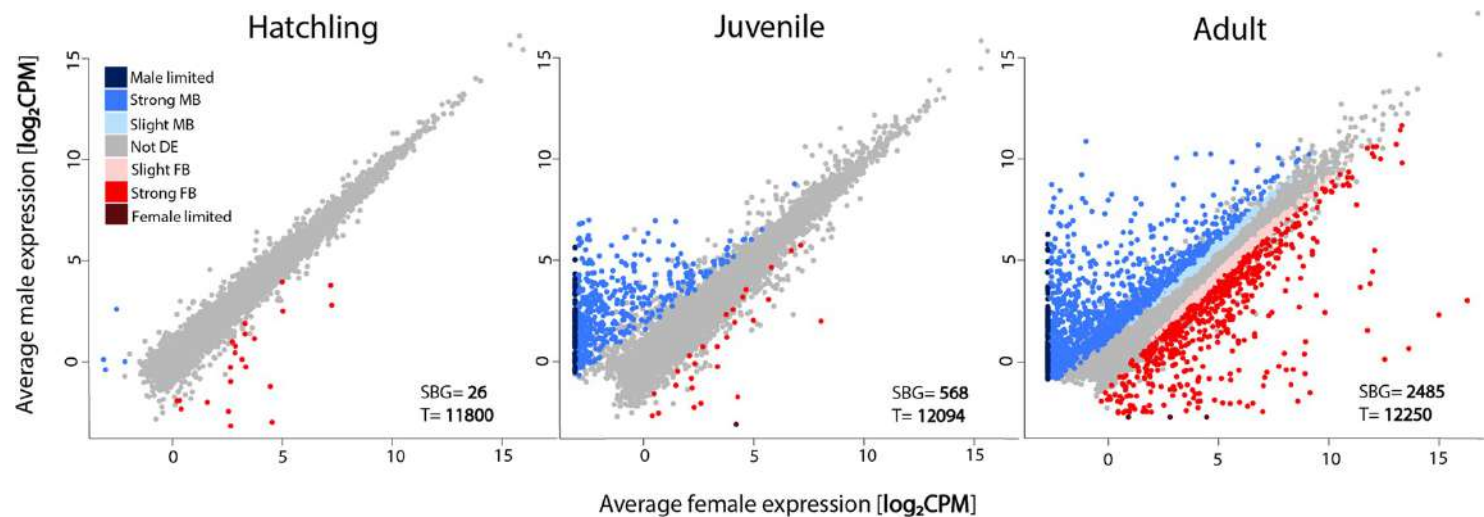 Hatchling
Juvenile
Adult
Average male expression [log₂CPM]
15
10
5
0
Male limited
Strong MB
Slight MB
Not DE
Slight FB
Strong FB
Female limited
SBG= 26
T= 11800
0 5 10 15
15
10
5
0
SBG= 568
T= 12094
0 5 10 15
15
10
5
0
SBG= 2485
T= 12250
0 5 10 15
Average female expression [log₂CPM]